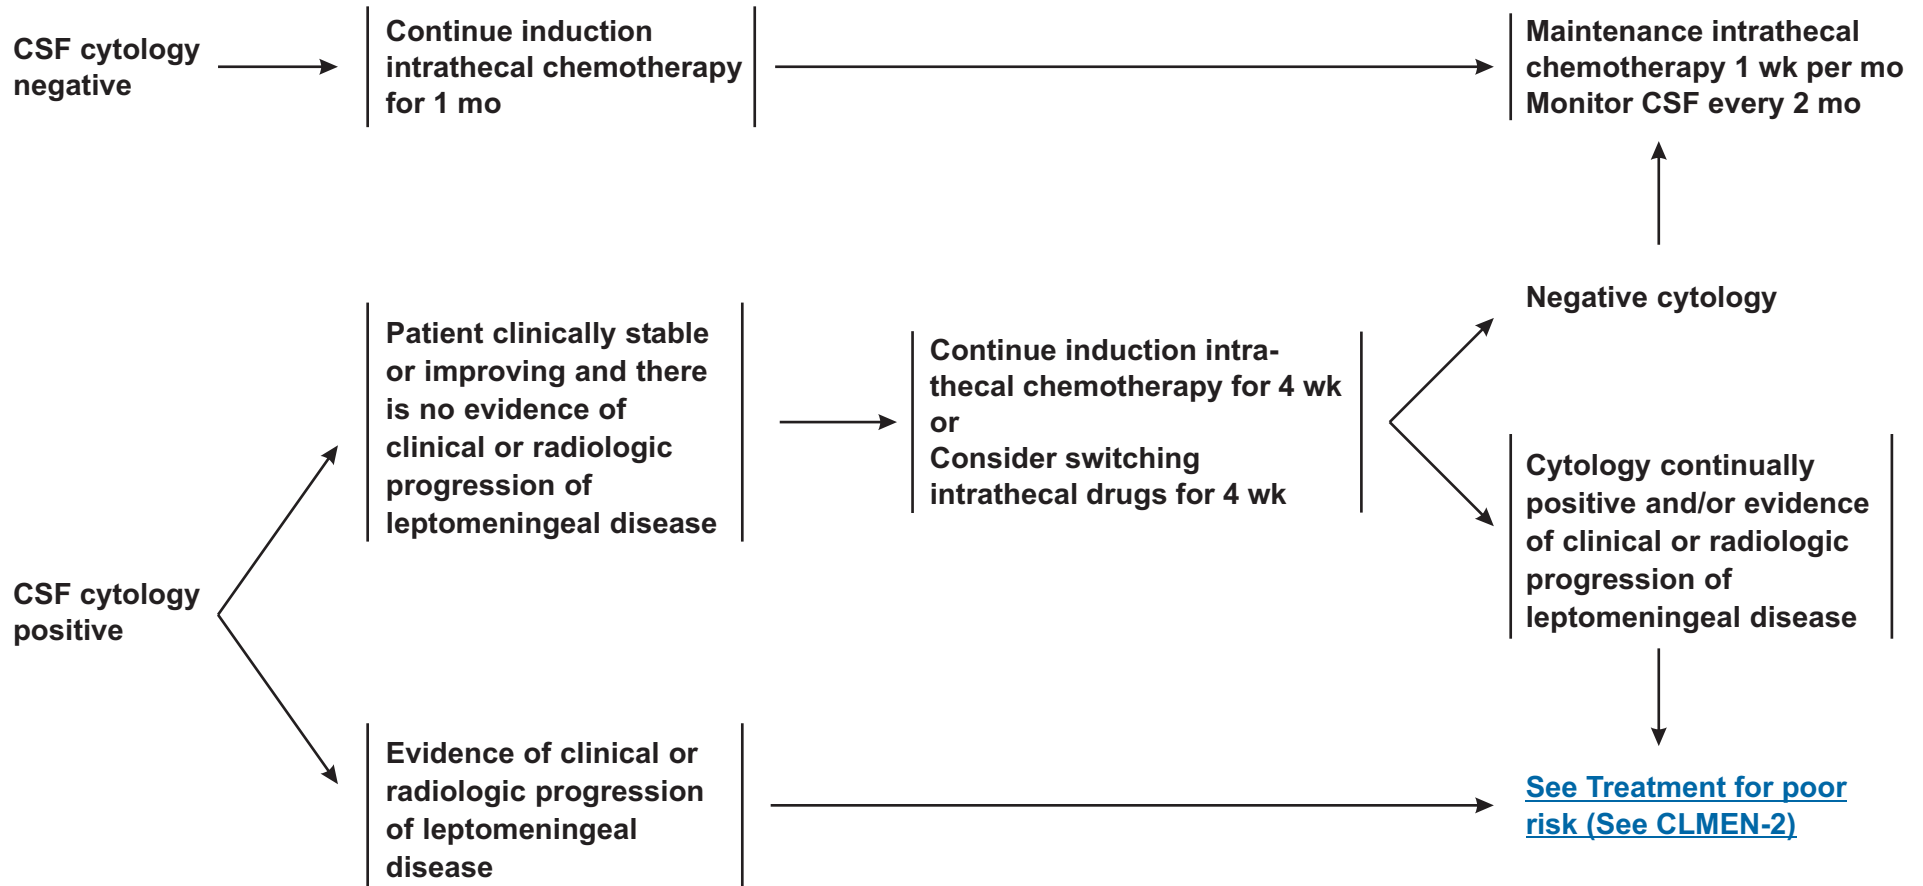 CSF cytology
negative
Continue induction
intrathecal chemotherapy
for 1 mo
Maintenance intrathecal
chemotherapy 1 wk per mo
Monitor CSF every 2 mo
CSF cytology
positive
Patient clinically stable
or improving and there
is no evidence of
clinical or radiologic
progression of
leptomeningeal disease
Continue induction intra-
thecal chemotherapy for 4 wk
or
Consider switching
intrathecal drugs for 4 wk
Negative cytology
Cytology continually
positive and/or evidence
of clinical or radiologic
progression of
leptomeningeal disease
Evidence of clinical or
radiologic progression
of leptomeningeal
disease
See Treatment for poor
risk (See CLMEN-2)